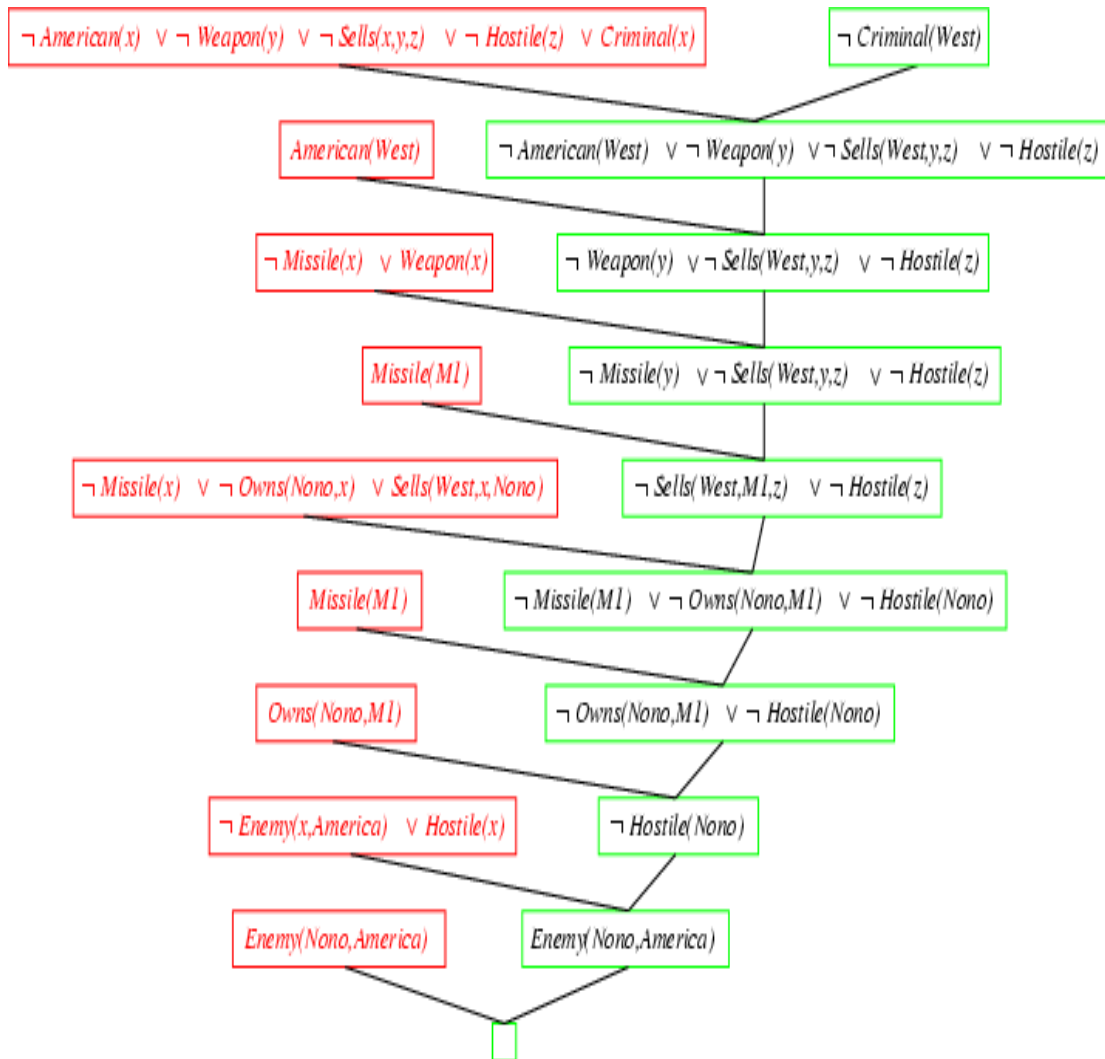 ¬ American(x) ∨ ¬ Weapon(y) ∨ ¬ Sells(x,y,z) ∨ ¬ Hostile(z) ∨ Criminal(x)
¬ Criminal(West)
American(West)
¬ American(West) ∨ ¬ Weapon(y) ∨ ¬ Sells(West,y,z) ∨ ¬ Hostile(z)
¬ Missile(x) ∨ Weapon(x)
¬ Weapon(y) ∨ ¬ Sells(West,y,z) ∨ ¬ Hostile(z)
Missile(M1)
¬ Missile(y) ∨ ¬ Sells(West,y,z) ∨ ¬ Hostile(z)
¬ Missile(x) ∨ ¬ Owns(Nono,x) ∨ Sells(West,x,Nono)
¬ Sells(West,M1,z) ∨ ¬ Hostile(z)
Missile(M1)
¬ Missile(M1) ∨ ¬ Owns(Nono,M1) ∨ ¬ Hostile(Nono)
Owns(Nono,M1)
¬ Owns(Nono,M1) ∨ ¬ Hostile(Nono)
¬ Enemy(x,America) ∨ Hostile(x)
¬ Hostile(Nono)
Enemy(Nono,America)
Enemy(Nono,America)